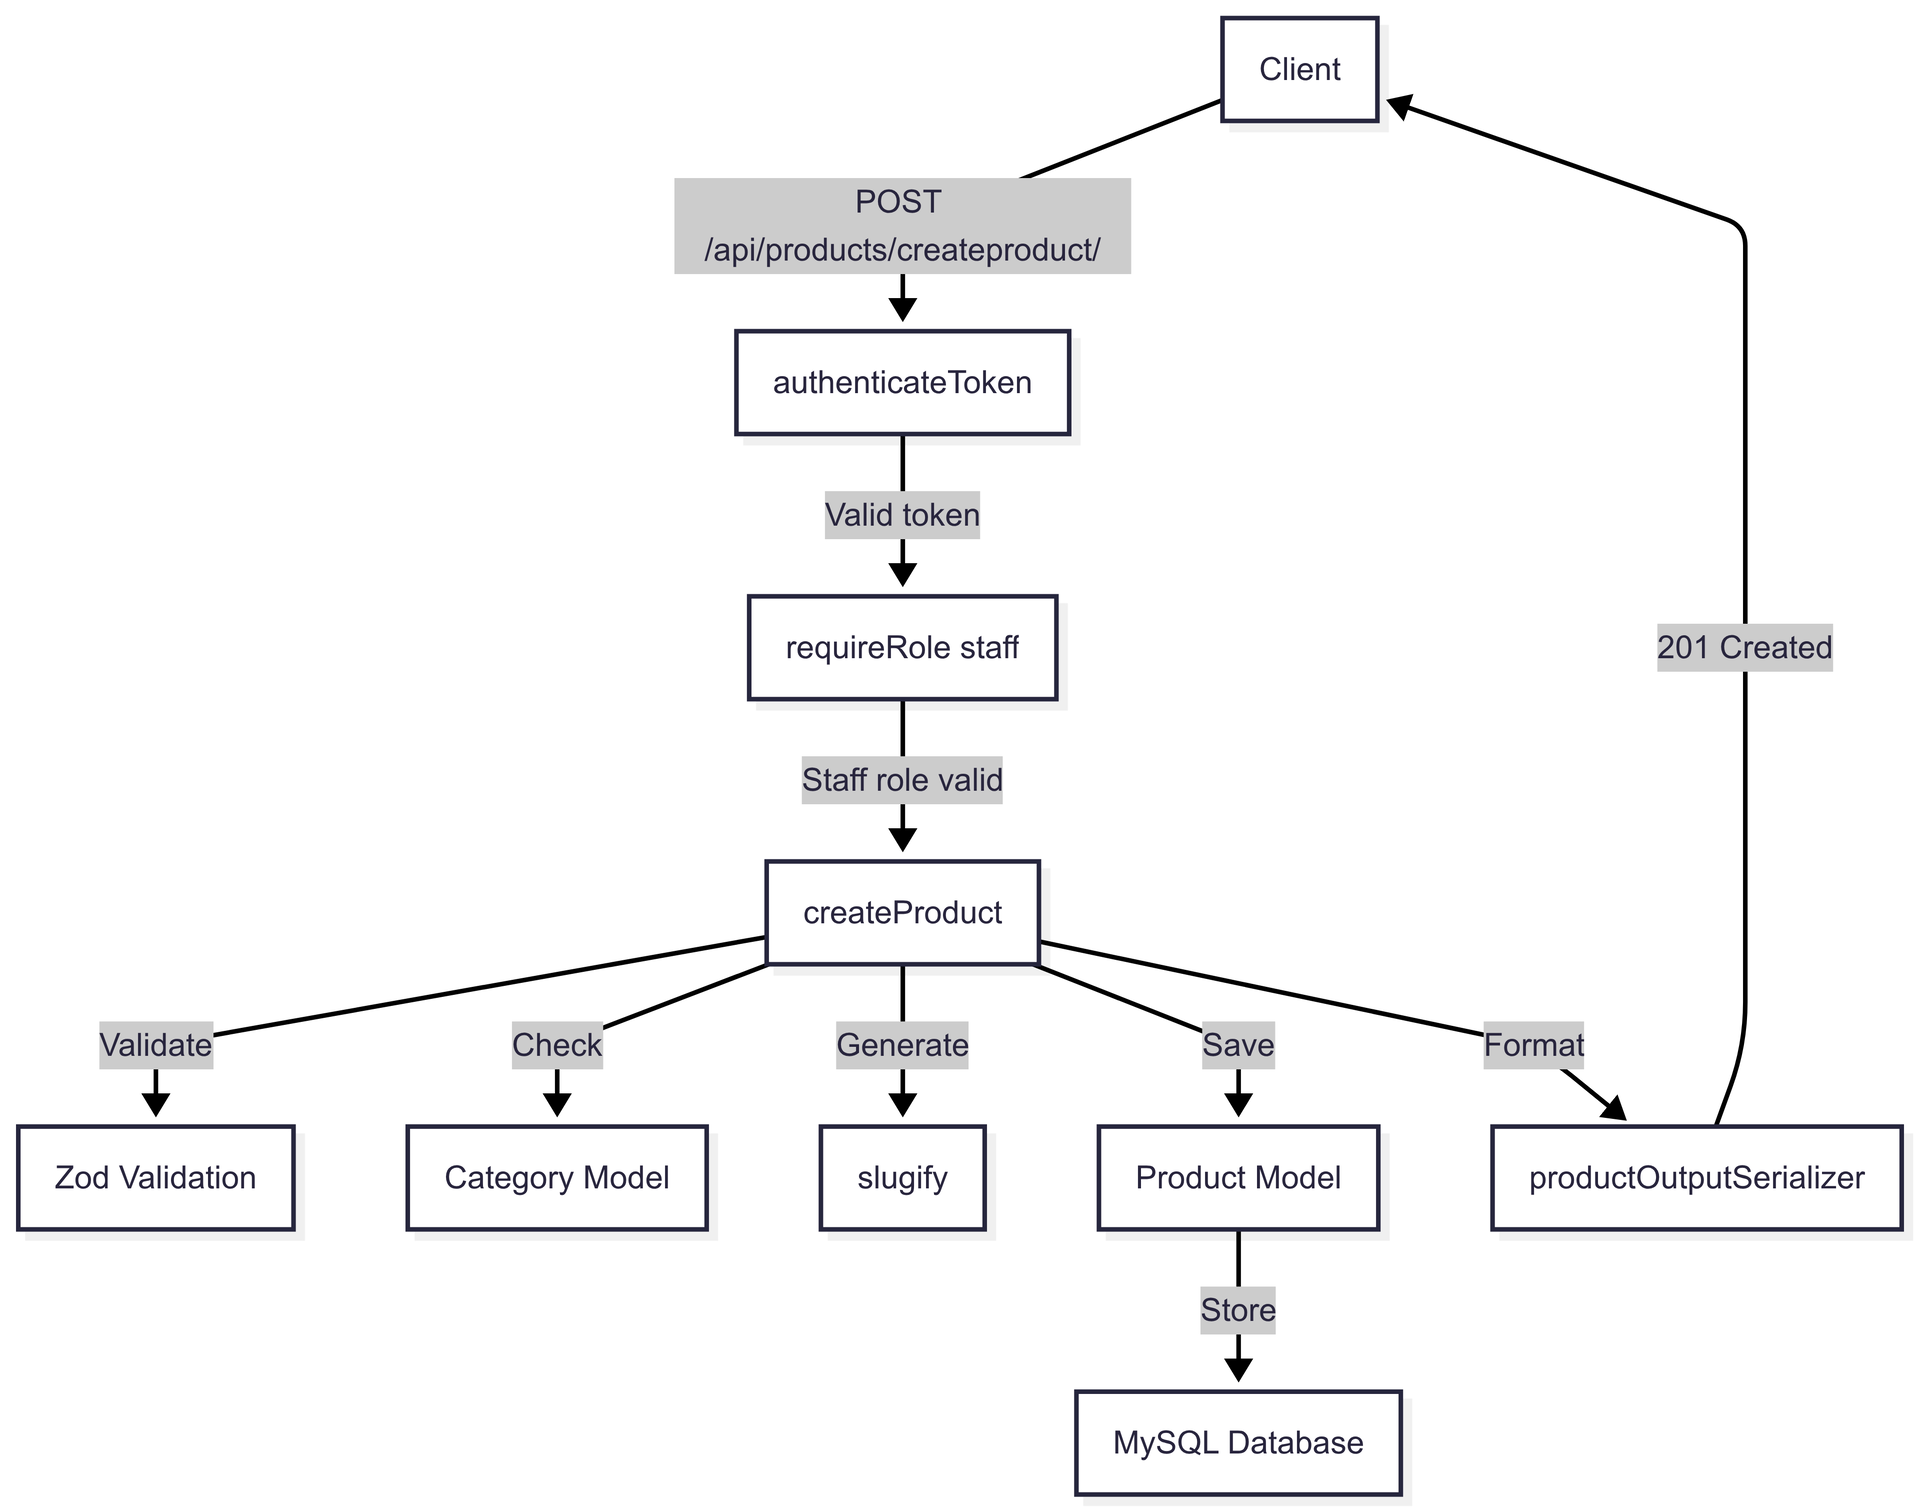 Client
POST
/api/products/createproduct/
authenticateToken
Valid token
requireRole staff
201 Created
Staff role valid
createProduct
Validate
Check
Generate
Save
Format
Zod Validation
Category Model
slugify
Product Model
productOutputSerializer
Store
MySQL Database